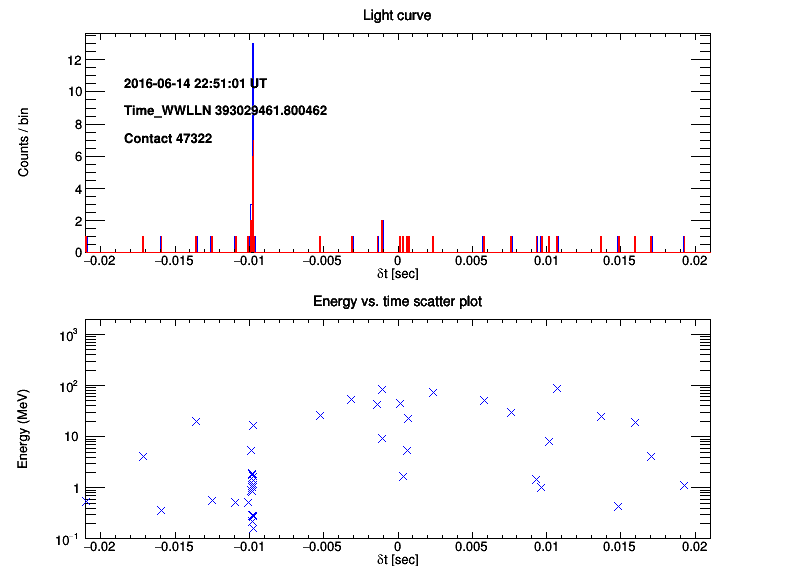 Light curve
Counts / bin
12
10
8
6
4
2
0
2016-06-14 22:51:01 UT
Time_WWLLN 393029461.800462
Contact 47322
−0.02 −0.015 −0.01 −0.005 0 0.005 0.01 0.015 0.02
δt [sec]
Energy vs. time scatter plot
Energy (MeV)
10³
10²
10
1
10⁻¹
−0.02 −0.015 −0.01 −0.005 0 0.005 0.01 0.015 0.02
δt [sec]